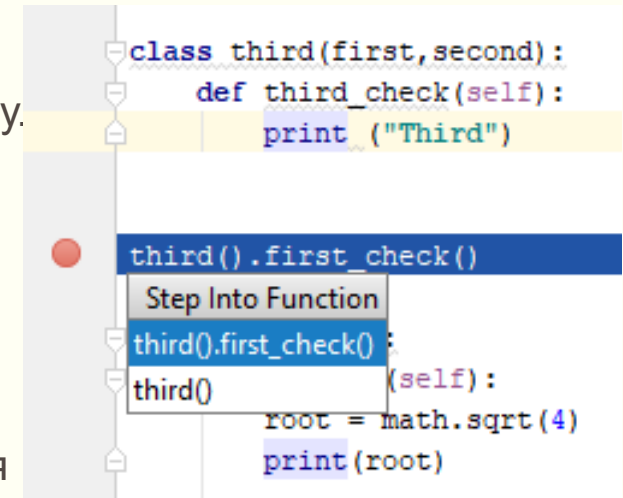 class third(first,second):
def third_check(self):
у.
print ("Third")
third().first_check()
Step Into Function
third().first_check()
:
third()
(self):
root = math.sqrt(4)
я
print(root)